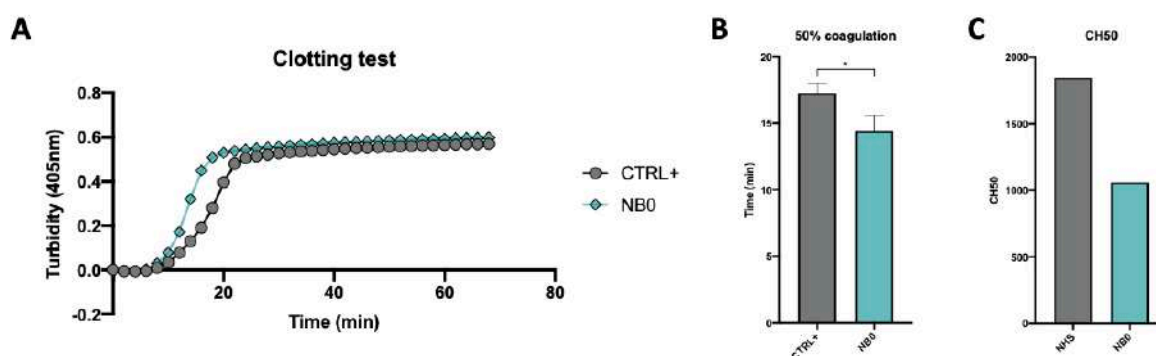 A
Clotting test
Turbidity (405nm)
0.8
0.6
0.4
0.2
0.0
-0.2
20
40
60
80
Time (min)
CTRL+
NB0
B
50% coagulation
*
Time (min)
20
15
10
5
0
CTRL+
NB0
C
CH50
CH50
2000
1500
1000
500
0
NHS
NB0